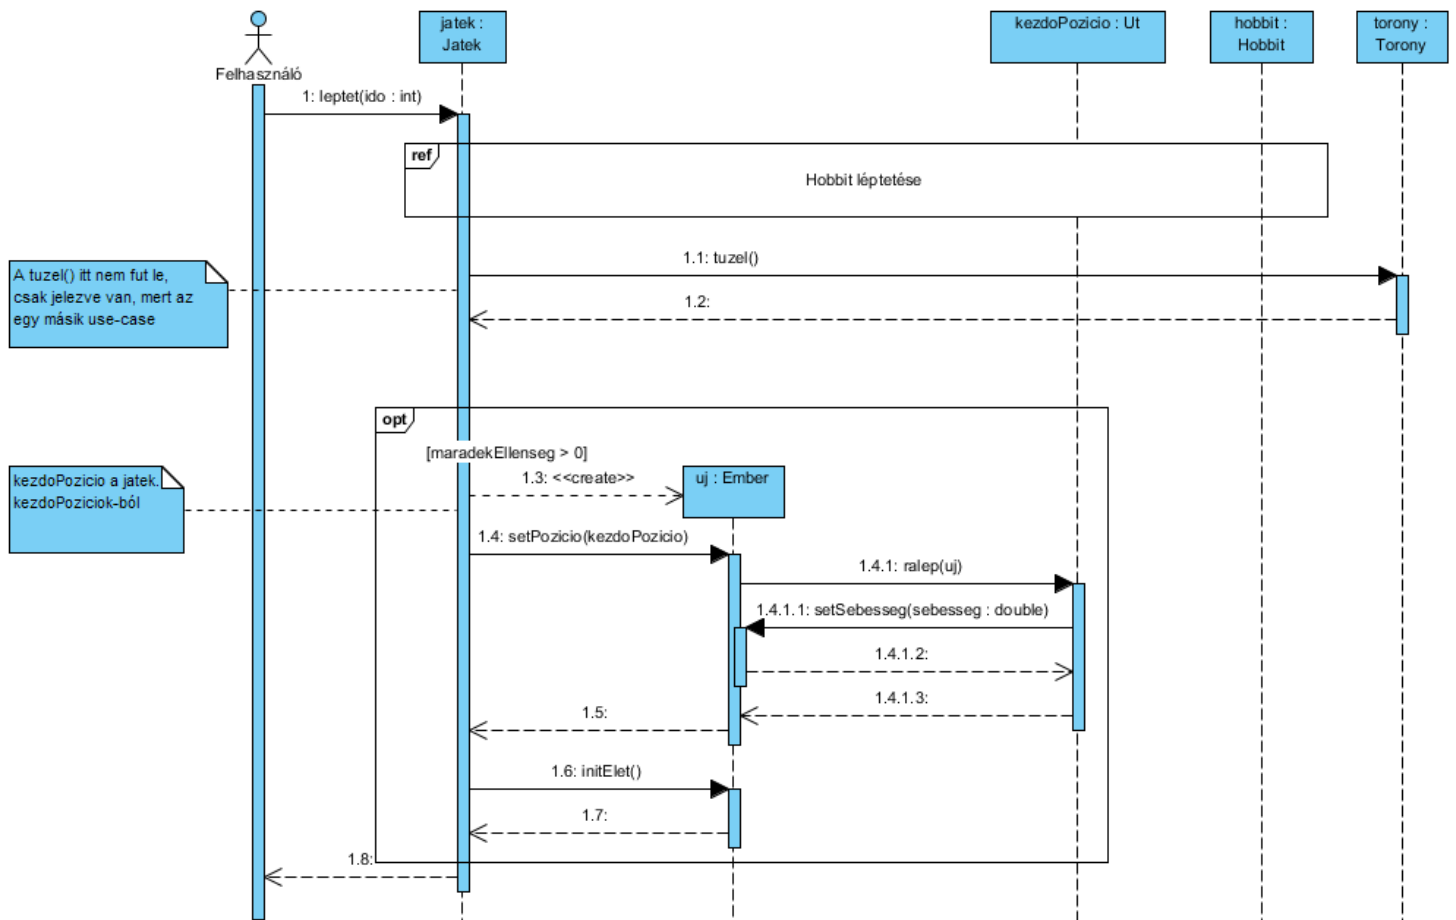 jatek :
Jatek
kezdoPozicio : Ut
hobbit :
Hobbit
torony :
Torony
Felhasználó
1: leptet(ido : int)
ref
Hobbit léptetése
1.1: tuzel()
A tuzel() itt nem fut le,
csak jelezve van, mert az
egy másik use-case
1.2:
opt
[maradekEllenseg > 0]
1.3: <<create>>
uj : Ember
kezdoPozicio a jatek.
kezdoPoziciok-ból
1.4: setPozicio(kezdoPozicio)
1.4.1: ralep(uj)
1.4.1.1: setSebesseg(sebesseg : double)
1.4.1.2:
1.4.1.3:
1.5:
1.6: initElet()
1.7:
1.8: